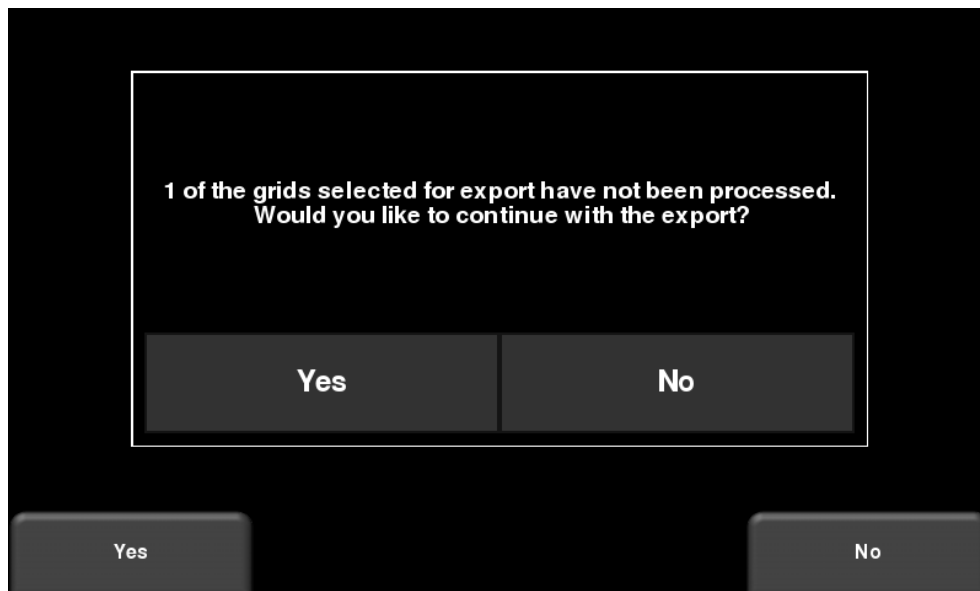 1 of the grids selected for export have not been processed.
Would you like to continue with the export?
Yes
No
Yes
No